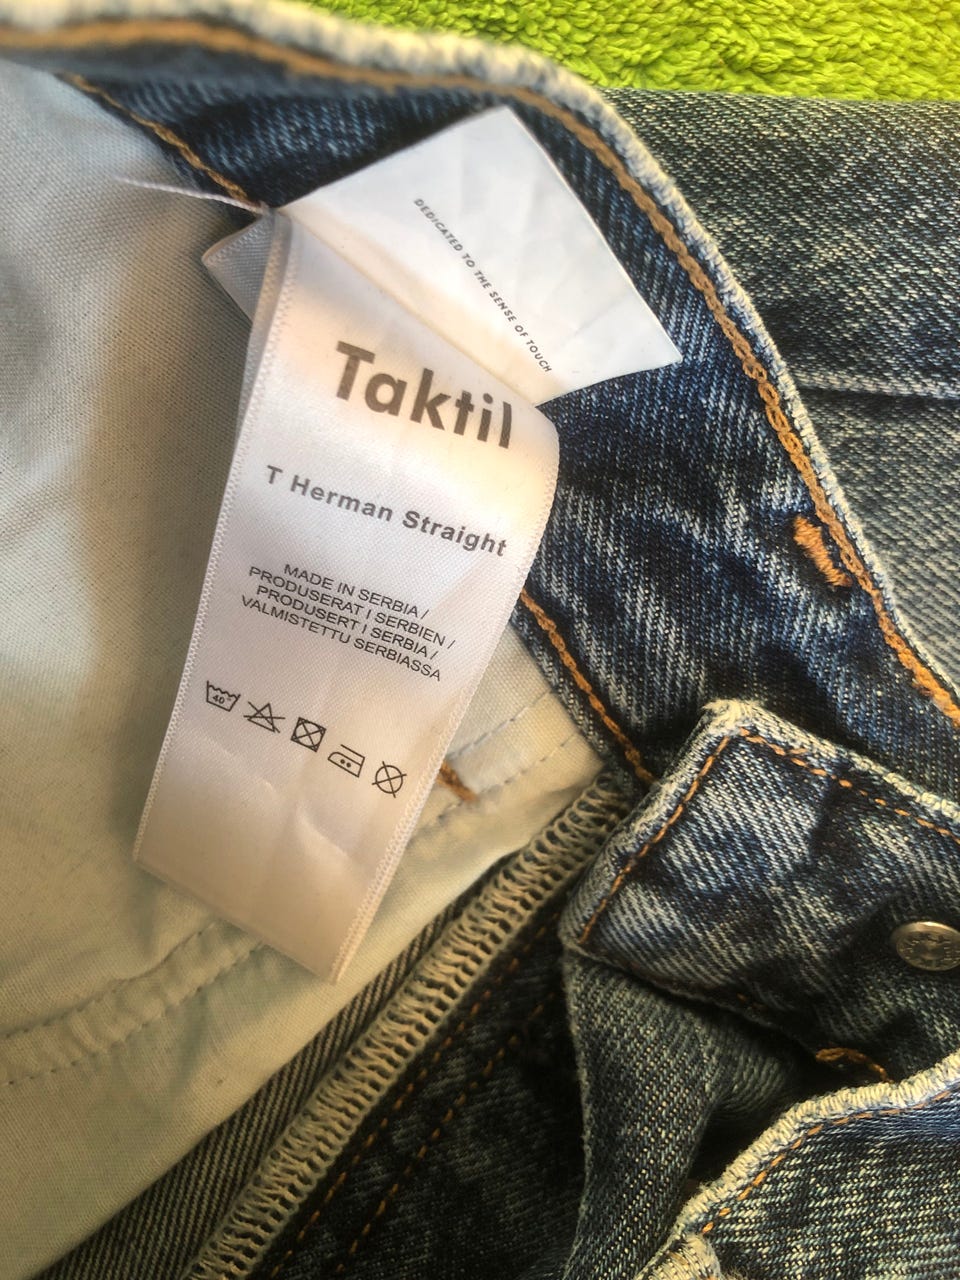 DEDICATED TO THE SENSE OF TOUCH
Taktil
T Herman Straight
MADE IN SERBIA /
PRODUSERAT I SERBIEN /
PRODUSERT I SERBIA /
VALMISTETTU SERBIASSA
40°